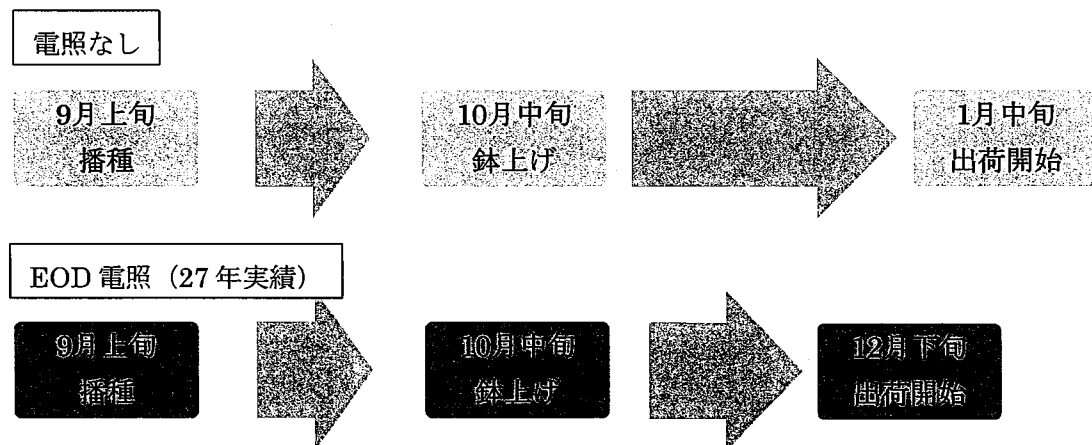 電照なし
9月上旬
播種
10月中旬
鉢上げ
1月中旬
出荷開始
EOD 電照（27 年実績）
9月上旬
播種
10月中旬
鉢上げ
12月下旬
出荷開始